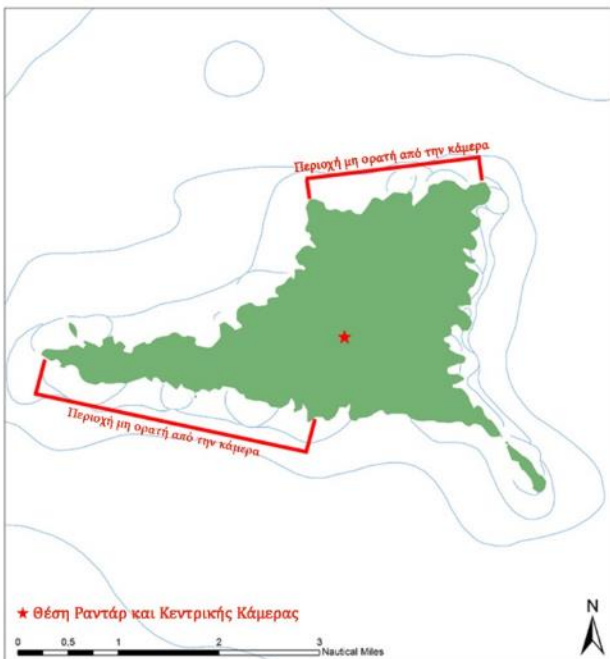 Περιοχή μη ορατή από την κάμερα
Περιοχή μη ορατή από την κάμερα
Θέση Ραντάρ και Κεντρικής Κάμερας
N
0 0,5 1 2 3
Nautical Miles